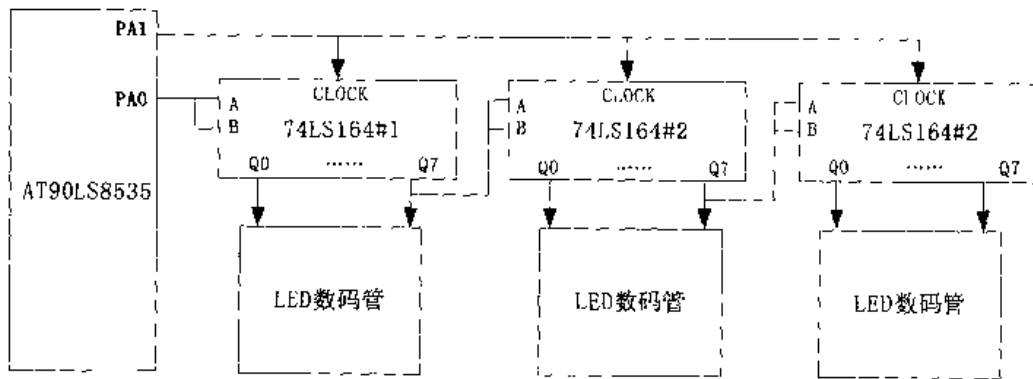 PA1
PA0
AT90LS8535
CLOCK
A
B
74LS164#1
Q0 …… Q7
LED数码管
CLOCK
A
B
74LS164#2
Q0 …… Q7
LED数码管
CLOCK
A
B
74LS164#2
Q0 …… Q7
LED数码管